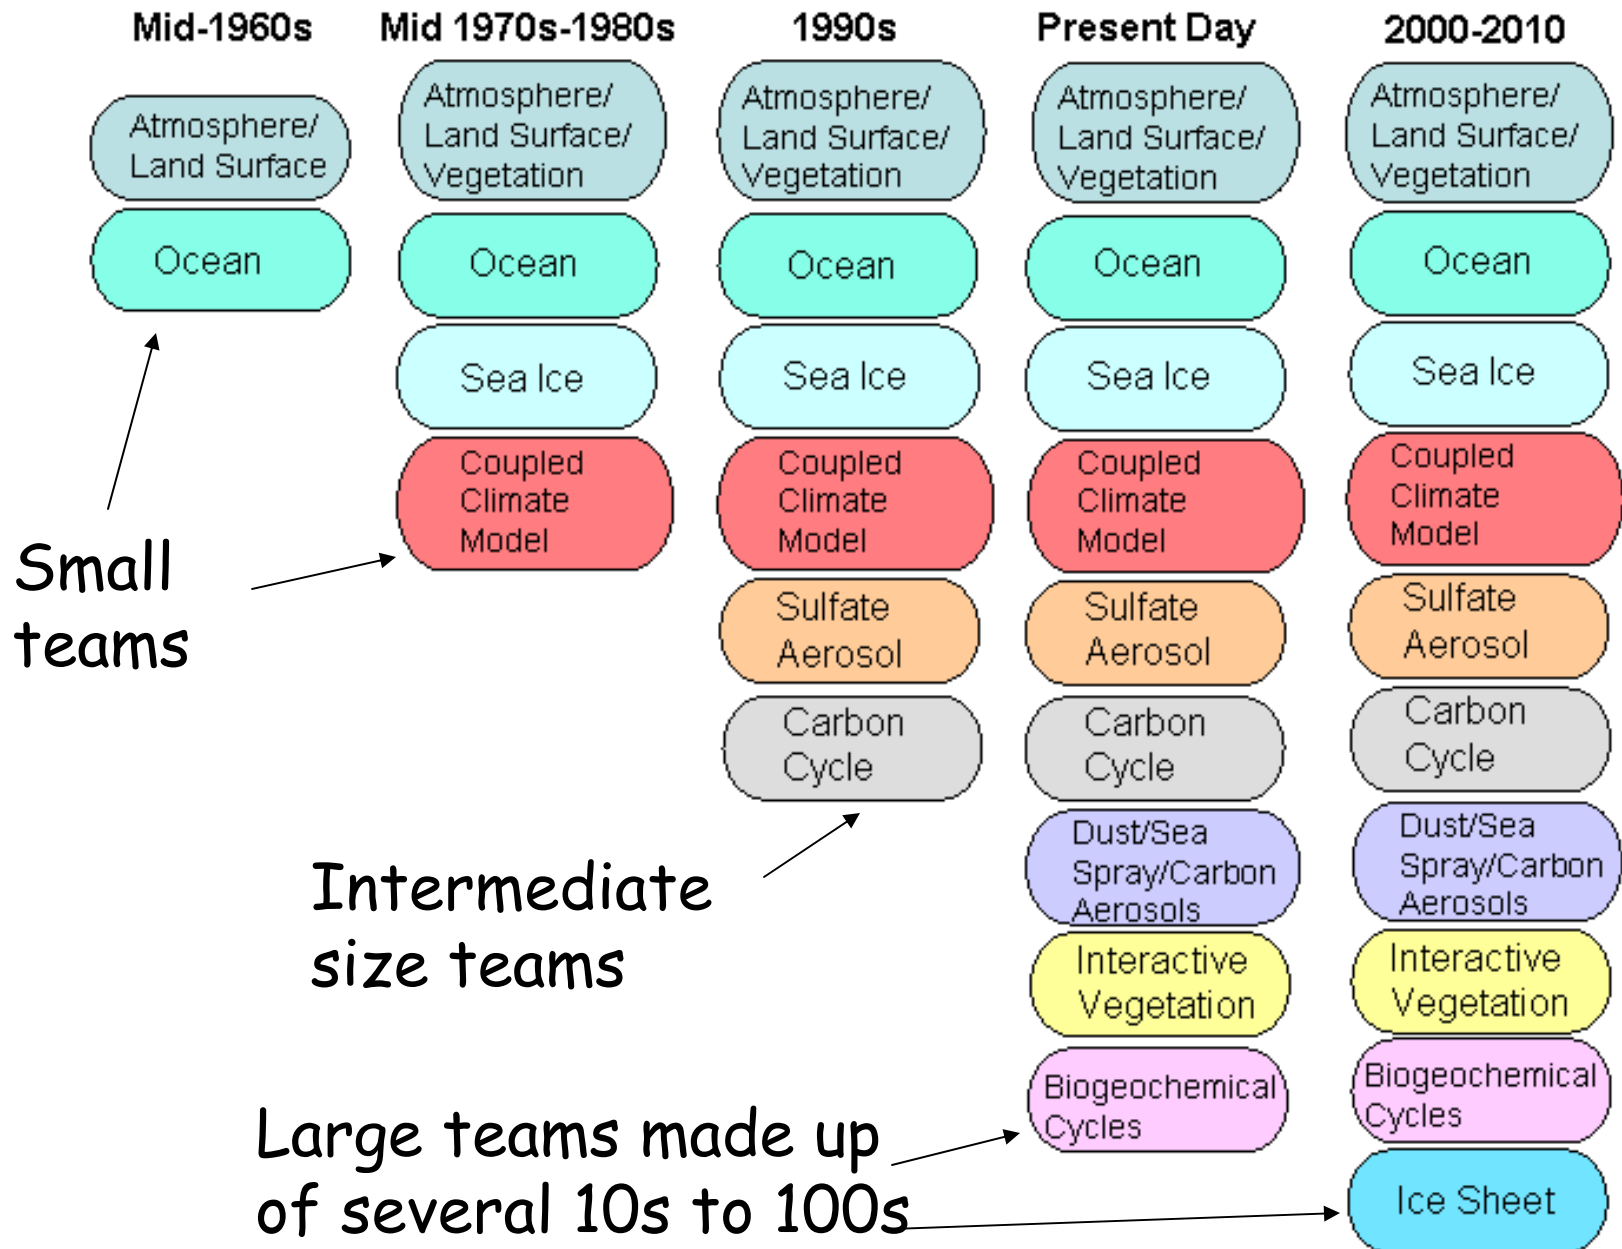 Mid-1960s
Atmosphere/
Land Surface
Ocean
Mid 1970s-1980s
Atmosphere/
Land Surface/
Vegetation
Ocean
Sea Ice
Coupled
Climate
Model
1990s
Atmosphere/
Land Surface/
Vegetation
Ocean
Sea Ice
Coupled
Climate
Model
Sulfate
Aerosol
Carbon
Cycle
Present Day
Atmosphere/
Land Surface/
Vegetation
Ocean
Sea Ice
Coupled
Climate
Model
Sulfate
Aerosol
Carbon
Cycle
Dust/Sea
Spray/Carbon
Aerosols
Interactive
Vegetation
Biogeochemical
Cycles
2000-2010
Atmosphere/
Land Surface/
Vegetation
Ocean
Sea Ice
Coupled
Climate
Model
Sulfate
Aerosol
Carbon
Cycle
Dust/Sea
Spray/Carbon
Aerosols
Interactive
Vegetation
Biogeochemical
Cycles
Ice Sheet
Small
teams
Intermediate
size teams
Large teams made up
of several 10s to 100s